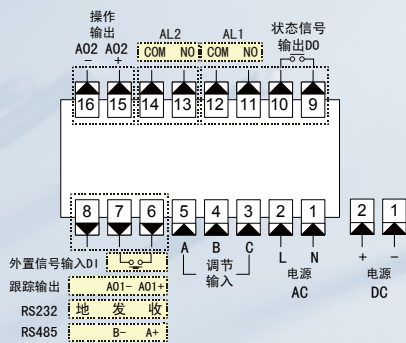 操作
输出
AO2 AO2
- +
AL2
COM NO
AL1
COM NO
状态信号
输出DO
16 15 14 13 12 11 10 9
8 7 6 5 4 3 2 1
2 1
A B C
L N
+ -
调节
输入
电源
AC
电源
DC
外置信号输入DI
跟踪输出 AO1- AO1+
RS232 地 发 收
RS485 B- A+